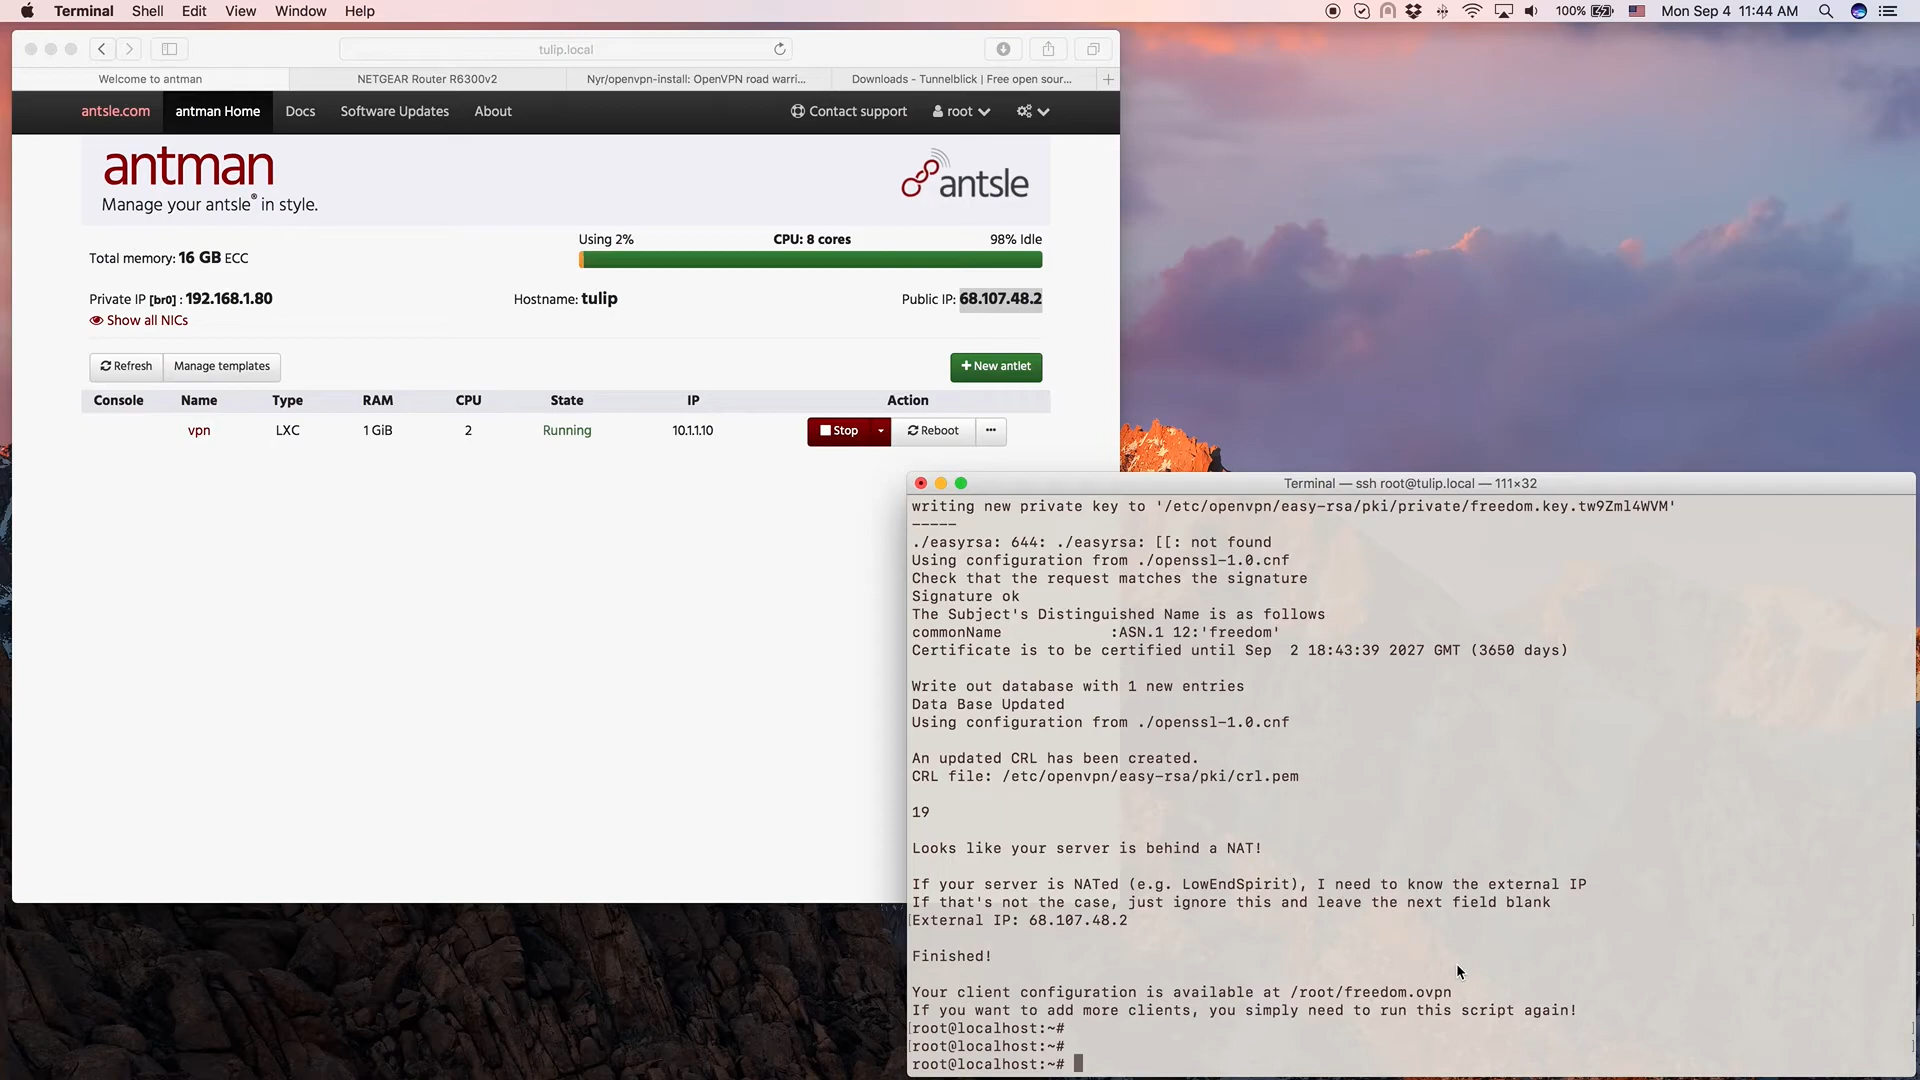 Terminal Shell Edit View Window Help
100% Mon Sep 4 11:44 AM
tulip.local
Welcome to antman
NETGEAR Router R6300v2
Nyr/openvpn-install: OpenVPN road warri...
Downloads - Tunnelblick | Free open sour...
antsle.com antman Home Docs Software Updates About Contact support root
antman
Manage your antsle® in style.
antsle
Using 2% CPU: 8 cores 98% Idle
Total memory: 16 GB ECC
Private IP [br0] : 192.168.1.80 Hostname: tulip Public IP: 68.107.48.2
Show all NICs
Refresh Manage templates + New antlet
Console Name Type RAM CPU State IP Action
vpn LXC 1 GiB 2 Running 10.1.1.10 Stop Reboot ...
Terminal — ssh root@tulip.local — 111×32
writing new private key to '/etc/openvpn/easy-rsa/pki/private/freedom.key.tw9Zml4WVM'
-----
./easyrsa: 644: ./easyrsa: [[: not found
Using configuration from ./openssl-1.0.cnf
Check that the request matches the signature
Signature ok
The Subject's Distinguished Name is as follows
commonName :ASN.1 12:'freedom'
Certificate is to be certified until Sep 2 18:43:39 2027 GMT (3650 days)
Write out database with 1 new entries
Data Base Updated
Using configuration from ./openssl-1.0.cnf
An updated CRL has been created.
CRL file: /etc/openvpn/easy-rsa/pki/crl.pem
19
Looks like your server is behind a NAT!
If your server is NATed (e.g. LowEndSpirit), I need to know the external IP
If that's not the case, just ignore this and leave the next field blank
[External IP: 68.107.48.2 ]
Finished!
Your client configuration is available at /root/freedom.ovpn
If you want to add more clients, you simply need to run this script again!
[root@localhost:~# ]
[root@localhost:~# ]
root@localhost:~#